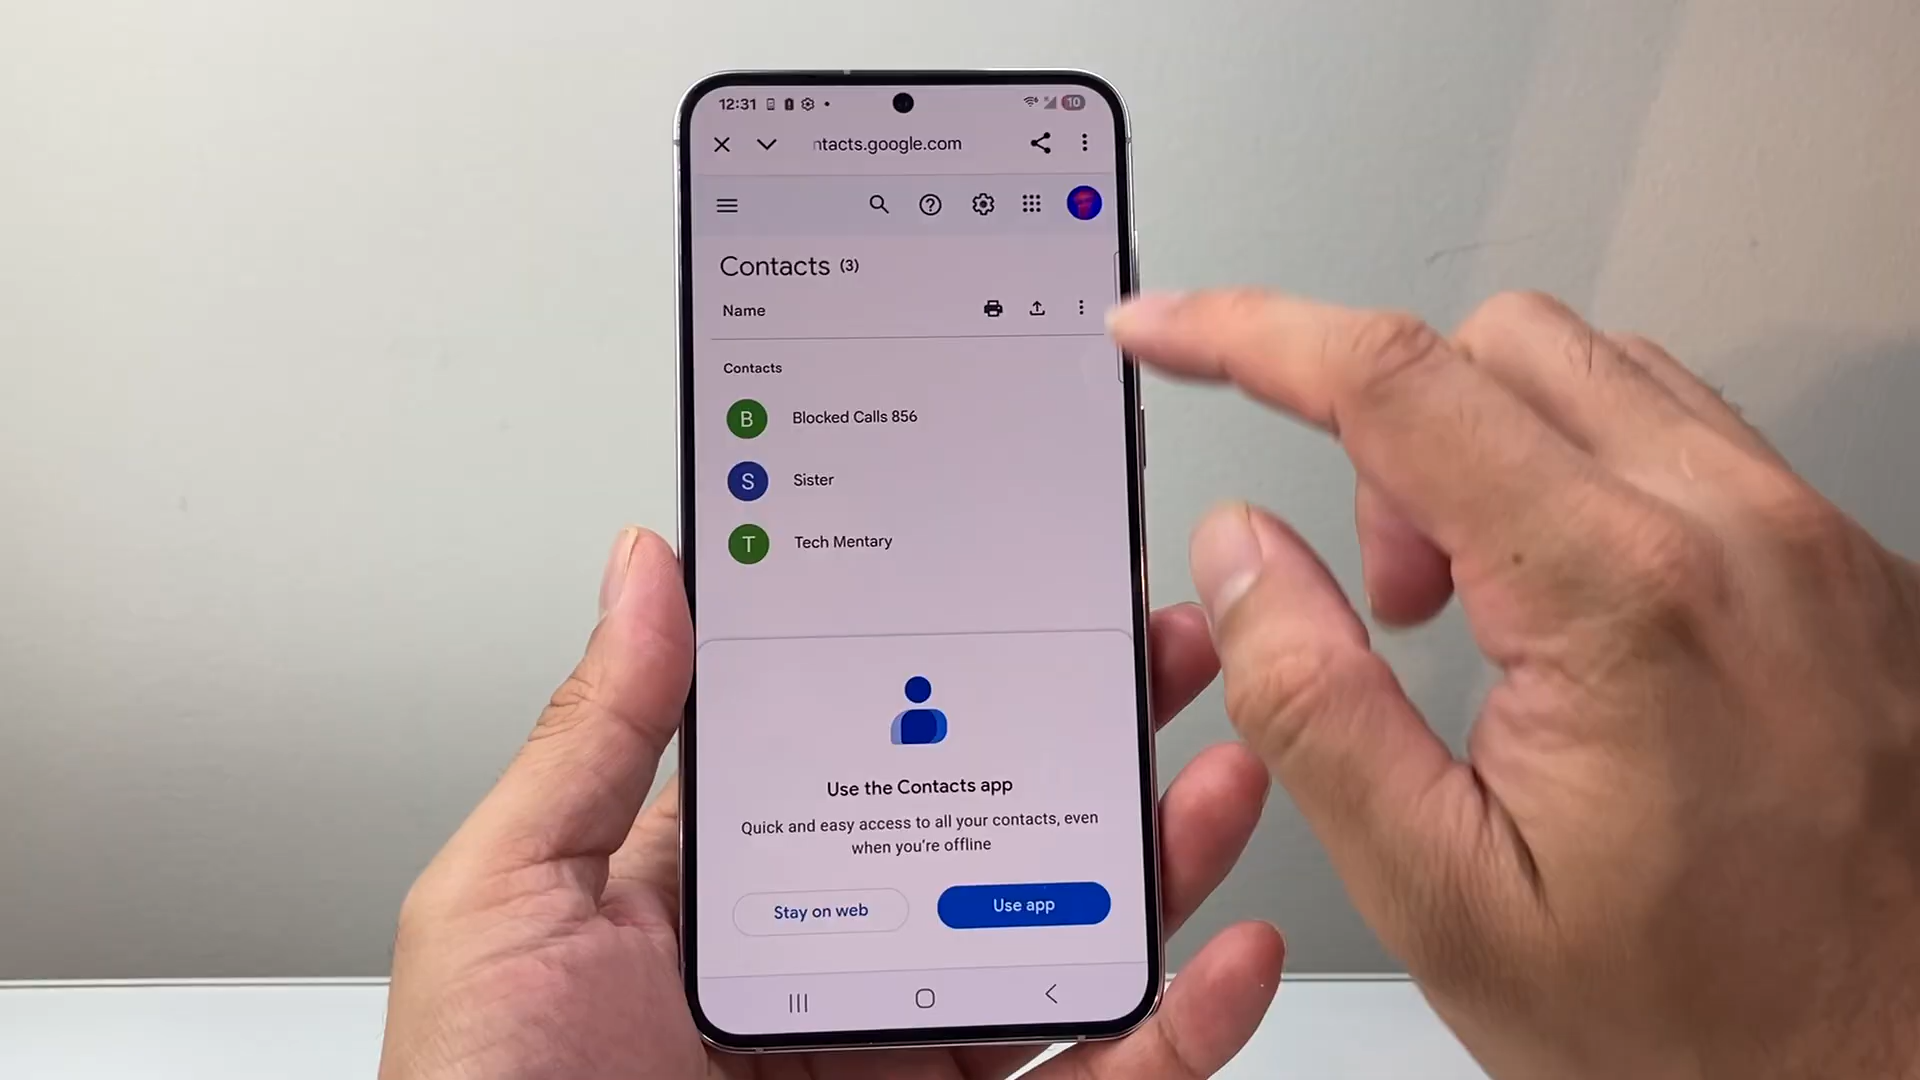 12:31
10
ntacts.google.com
Contacts (3)
Name
Contacts
B Blocked Calls 856
S Sister
T Tech Mentary
Use the Contacts app
Quick and easy access to all your contacts, even
when you're offline
Stay on web
Use app